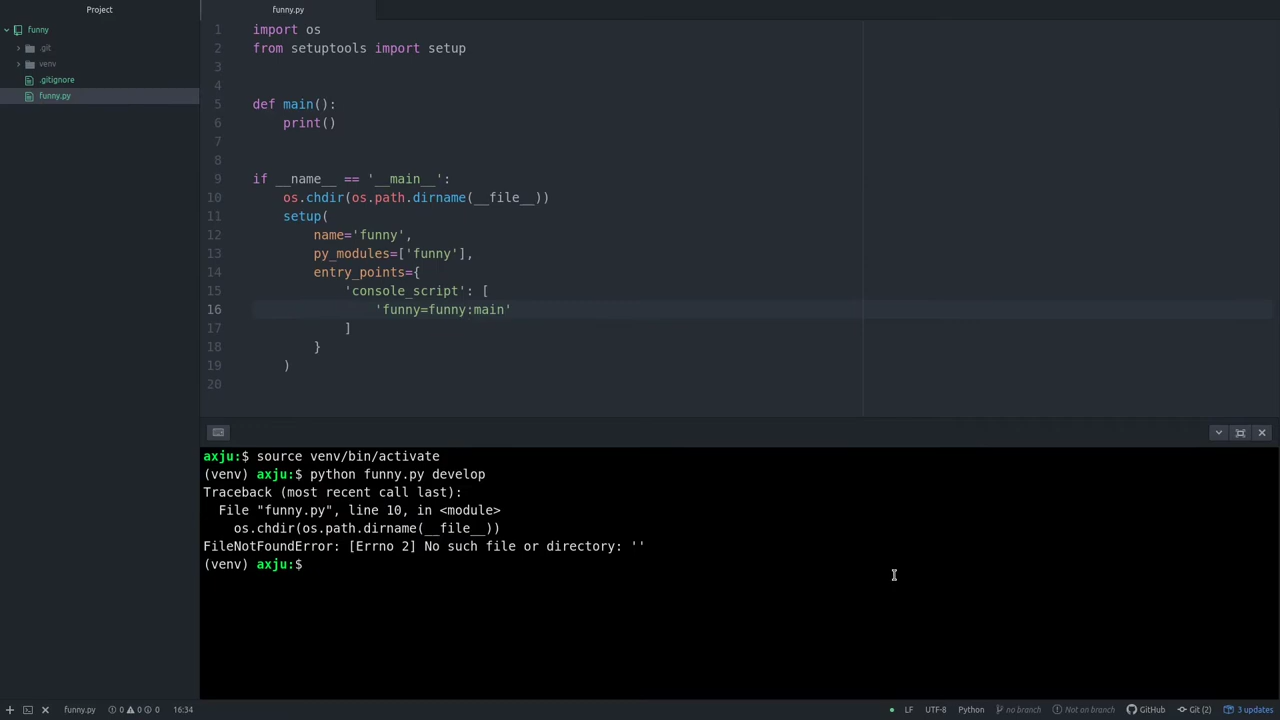 Project
funny
.git
venv
.gitignore
funny.py
funny.py
1 import os
2 from setuptools import setup
3
4
5 def main():
6     print()
7
8
9 if __name__ == '__main__':
10     os.chdir(os.path.dirname(__file__))
11     setup(
12         name='funny',
13         py_modules=['funny'],
14         entry_points={
15             'console_script': [
16                 'funny=funny:main'
17             ]
18         }
19     )
20
axju:$ source venv/bin/activate
(venv) axju:$ python funny.py develop
Traceback (most recent call last):
  File "funny.py", line 10, in <module>
    os.chdir(os.path.dirname(__file__))
FileNotFoundError: [Errno 2] No such file or directory: ''
(venv) axju:$
funny.py 0 0 0 16:34 LF UTF-8 Python no branch Not on branch GitHub Git (2) 3 updates